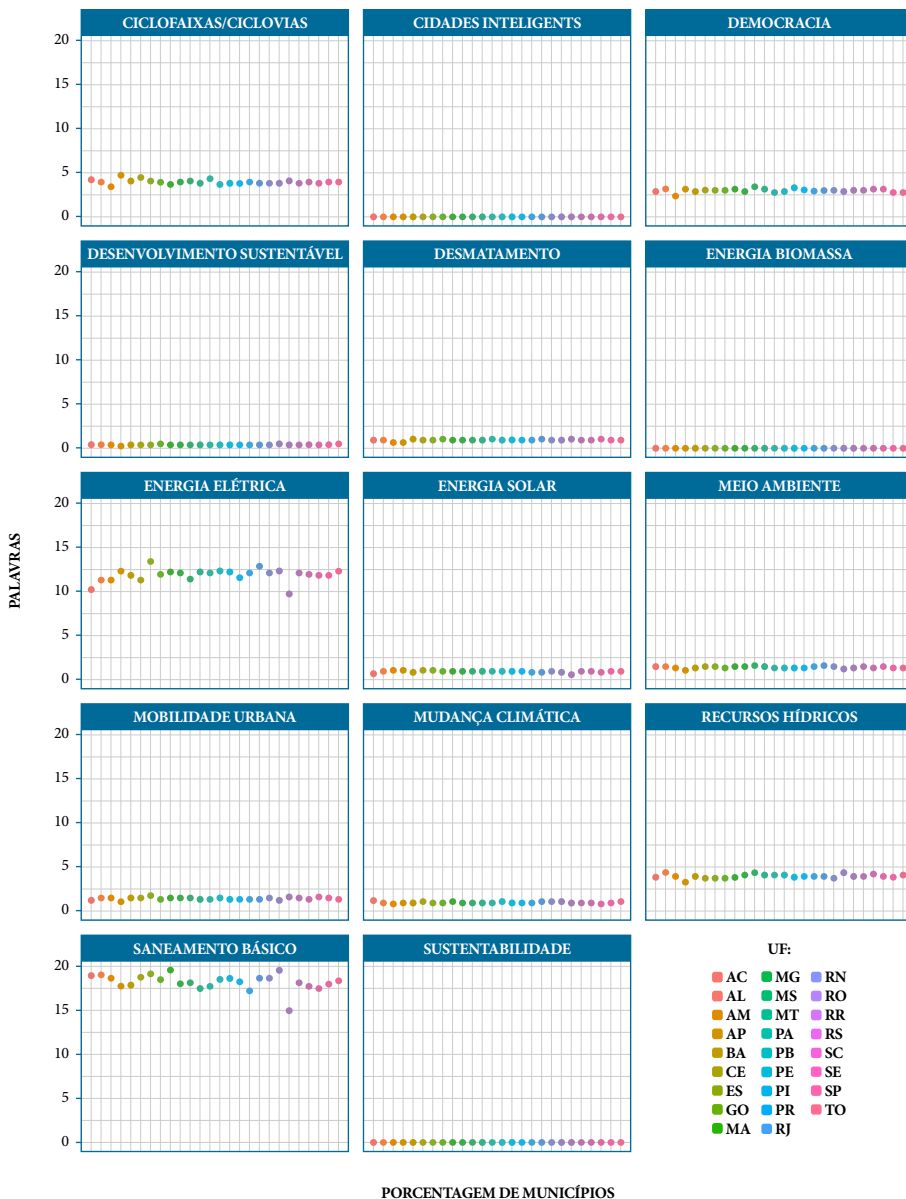 CICLOFAIXAS/CICLOVIAS
CIDADES INTELIGENTS
DEMOCRACIA
20
15
10
5
0
DESENVOLVIMENTO SUSTENTÁVEL
DESMATAMENTO
ENERGIA BIOMASSA
20
15
10
5
0
ENERGIA ELÉTRICA
ENERGIA SOLAR
MEIO AMBIENTE
20
15
10
5
0
PALAVRAS
MOBILIDADE URBANA
MUDANÇA CLIMÁTICA
RECURSOS HÍDRICOS
20
15
10
5
0
SANEAMENTO BÁSICO
SUSTENTABILIDADE
20
15
10
5
0
UF:
AC MG RN
AL MS RO
AM MT RR
AP PA RS
BA PB SC
CE PE SE
ES PI SP
GO PR TO
MA RJ
PORCENTAGEM DE MUNICÍPIOS